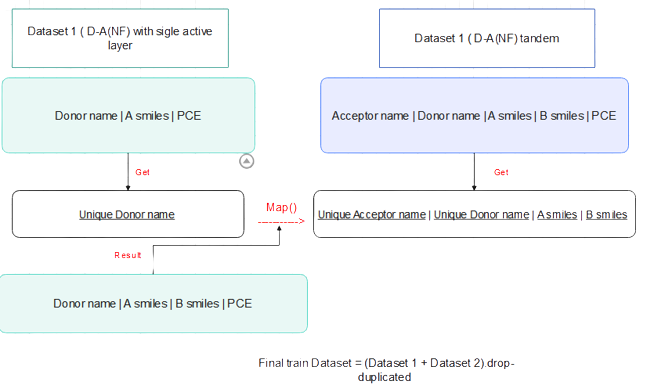 Dataset 1 ( D-A(NF) with sigle active
layer
Dataset 1 ( D-A(NF) tandem
Donor name | A smiles | PCE
Acceptor name | Donor name | A smiles | B smiles | PCE
Get
Get
Unique Donor name
Map()
Unique Acceptor name | Unique Donor name | A smiles | B smiles
Result
Donor name | A smiles | B smiles | PCE
Final train Dataset = (Dataset 1 + Dataset 2).drop-
duplicated